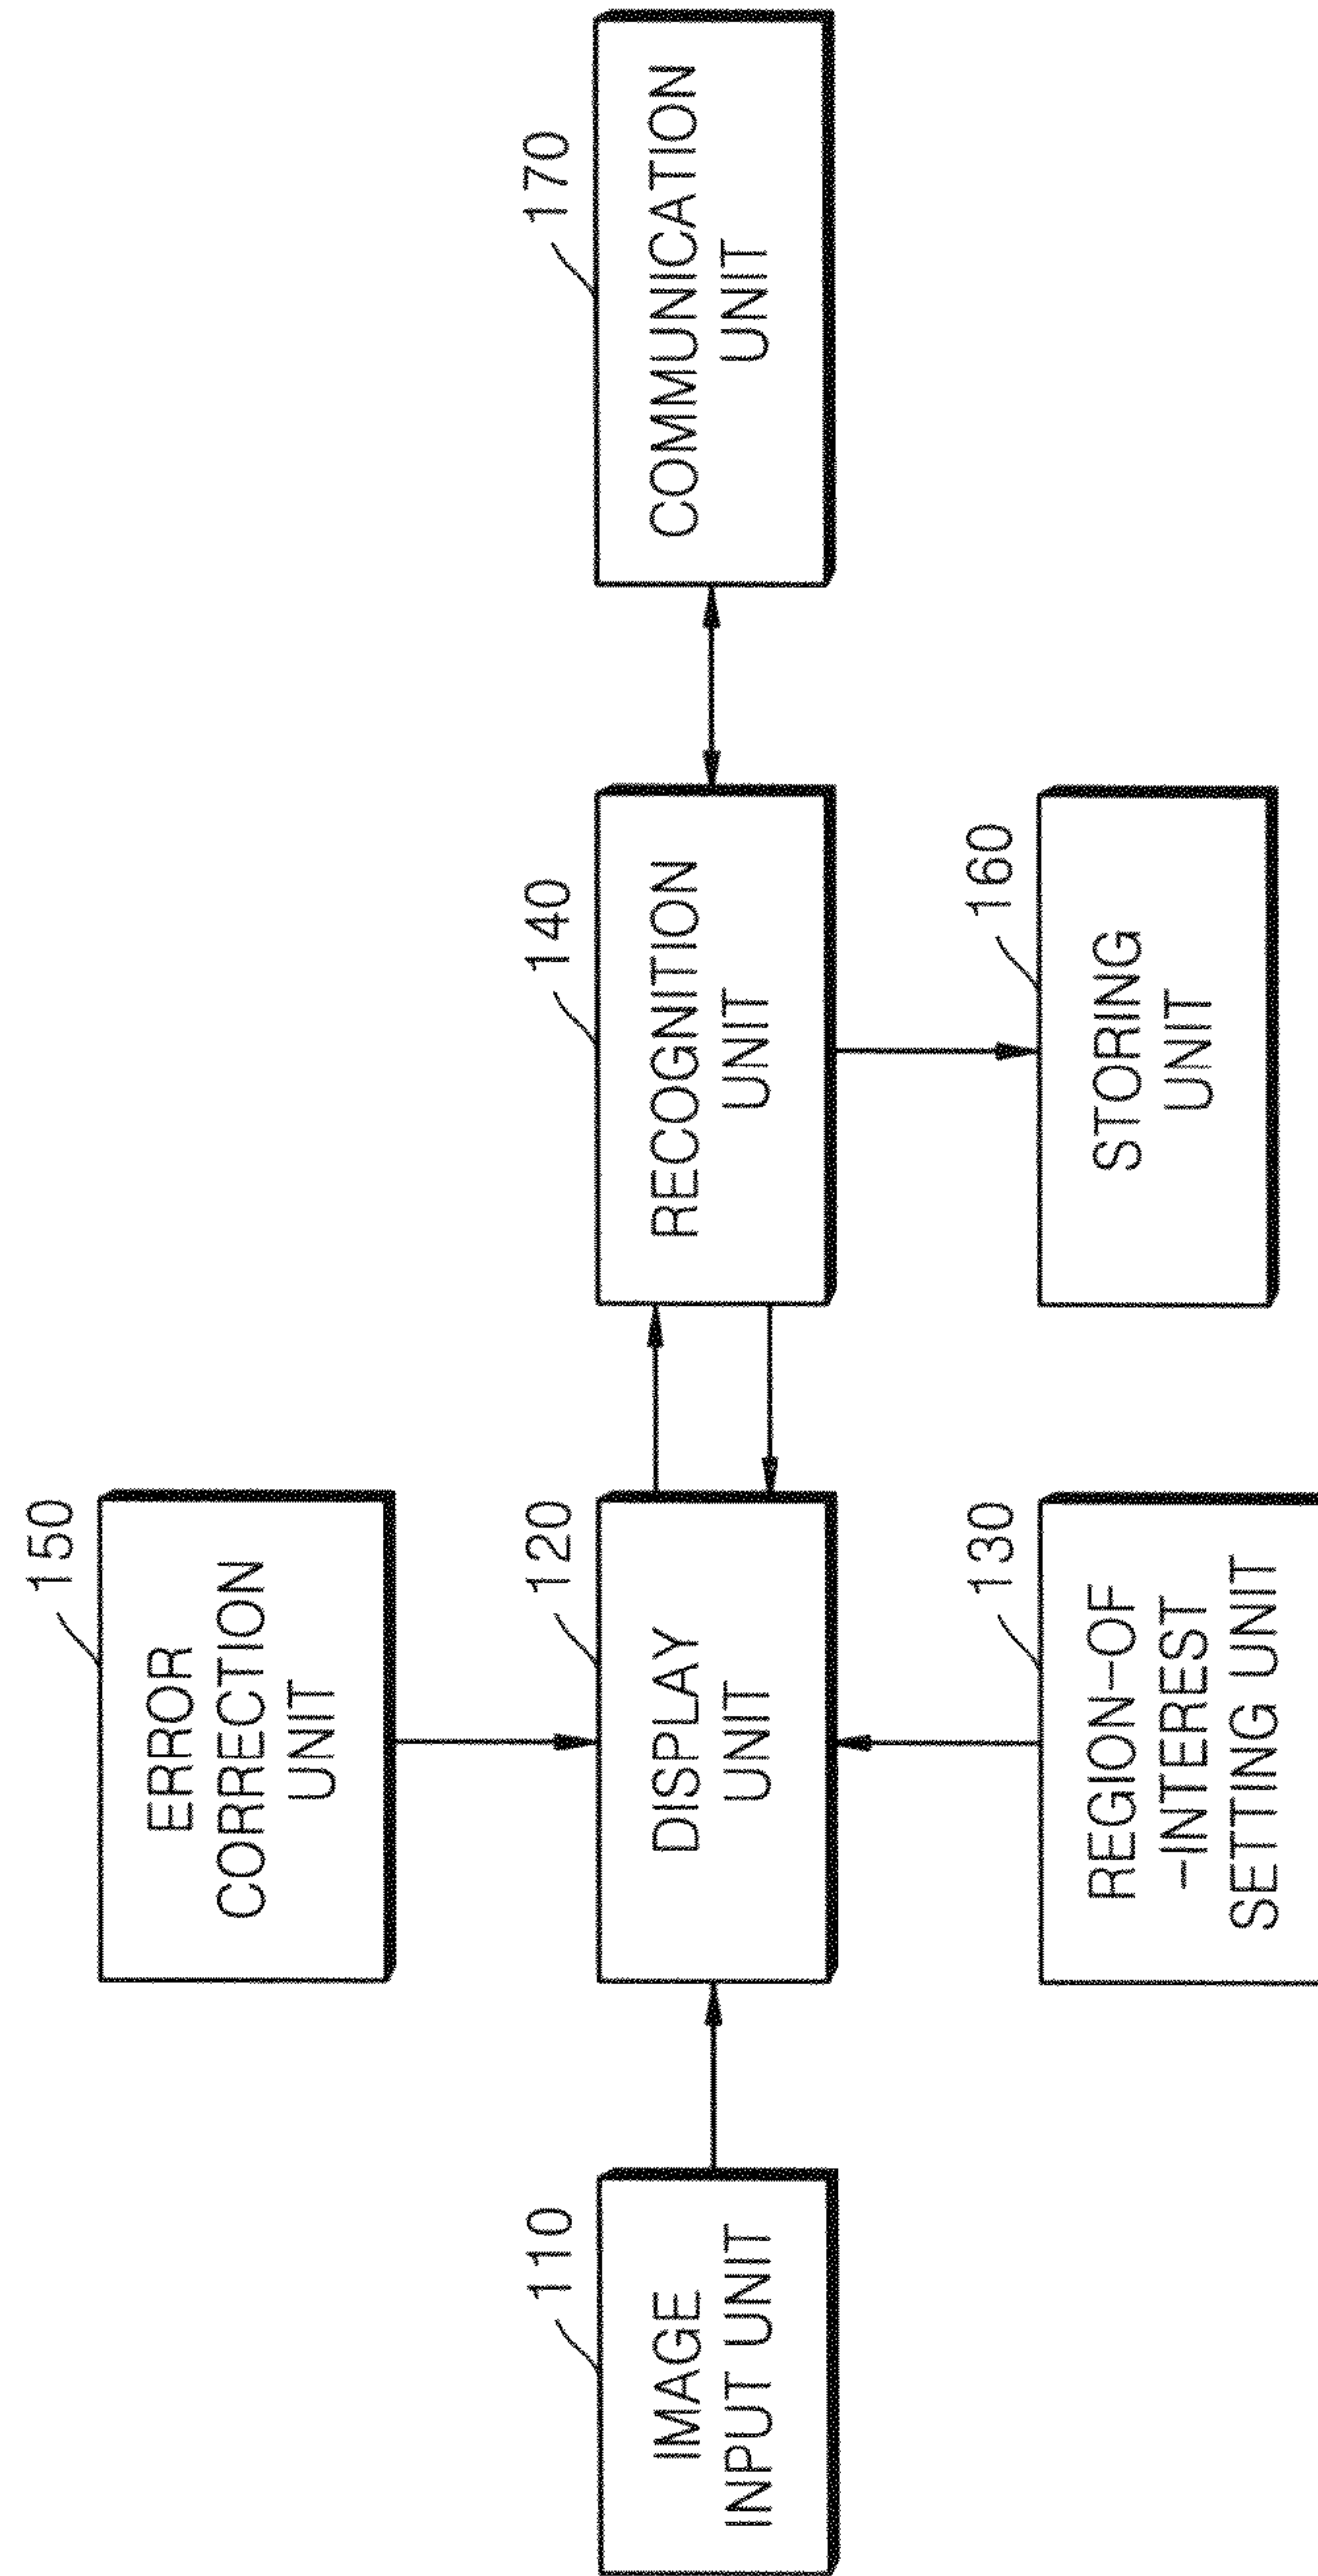 150
ERROR
CORRECTION
UNIT
110
IMAGE
INPUT UNIT
120
DISPLAY
UNIT
140
RECOGNITION
UNIT
170
COMMUNICATION
UNIT
130
REGION-OF
-INTEREST
SETTING UNIT
160
STORING
UNIT